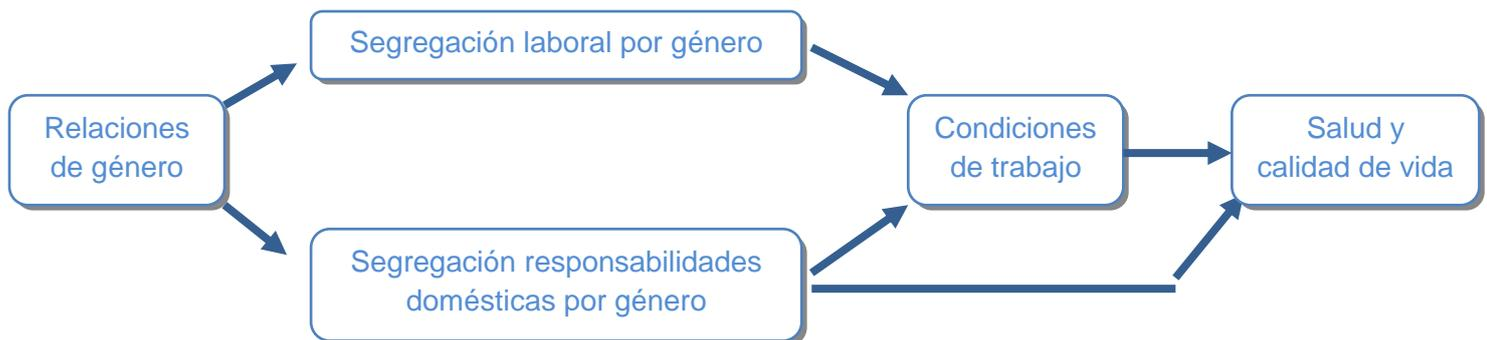 Segregación laboral por género
Relaciones
de género
Condiciones
de trabajo
Salud y
calidad de vida
Segregación responsabilidades
domésticas por género